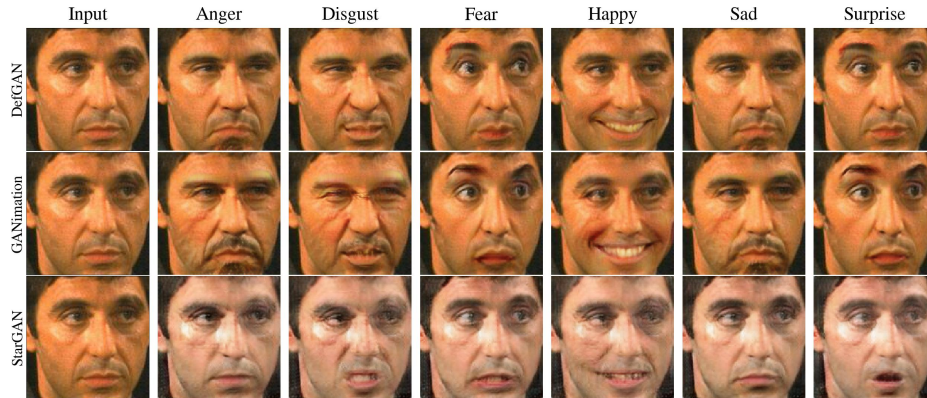 Input Anger Disgust Fear Happy Sad Surprise
DefGAN
GANimation
StarGAN